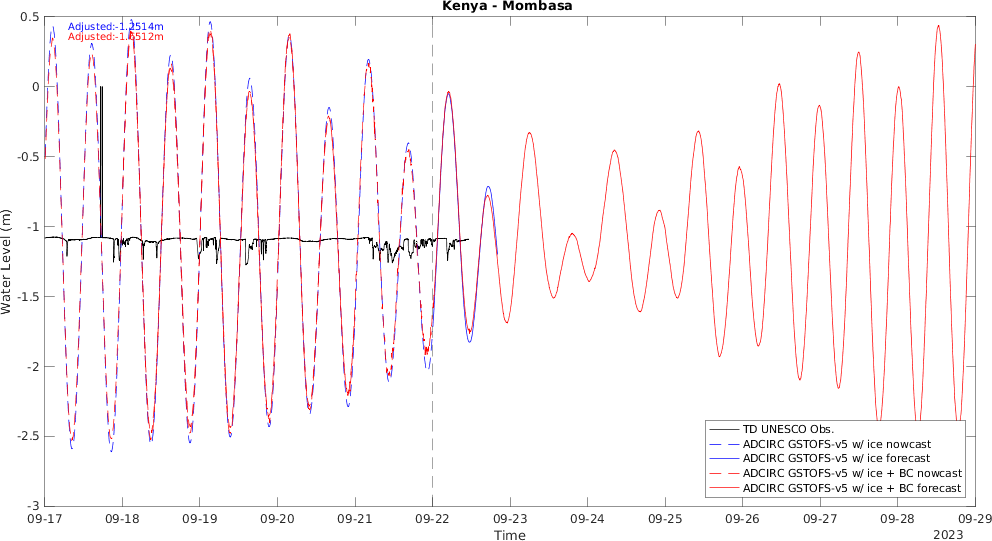 Kenya - Mombasa
Adjusted:-1.2514m
Adjusted:-1.6512m
Water Level (m)
0.5
0
-0.5
-1
-1.5
-2
-2.5
-3
TD UNESCO Obs.
ADCIRC GSTOFS-v5 w/ ice nowcast
ADCIRC GSTOFS-v5 w/ ice forecast
ADCIRC GSTOFS-v5 w/ ice + BC nowcast
ADCIRC GSTOFS-v5 w/ ice + BC forecast
09-17 09-18 09-19 09-20 09-21 09-22 09-23 09-24 09-25 09-26 09-27 09-28 09-29
Time
2023